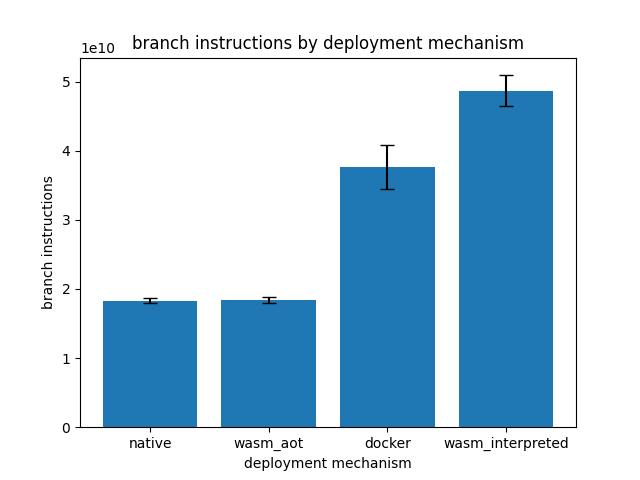 branch instructions by deployment mechanism
1e10
5
4
3
2
1
0
branch instructions
native wasm_aot docker wasm_interpreted
deployment mechanism